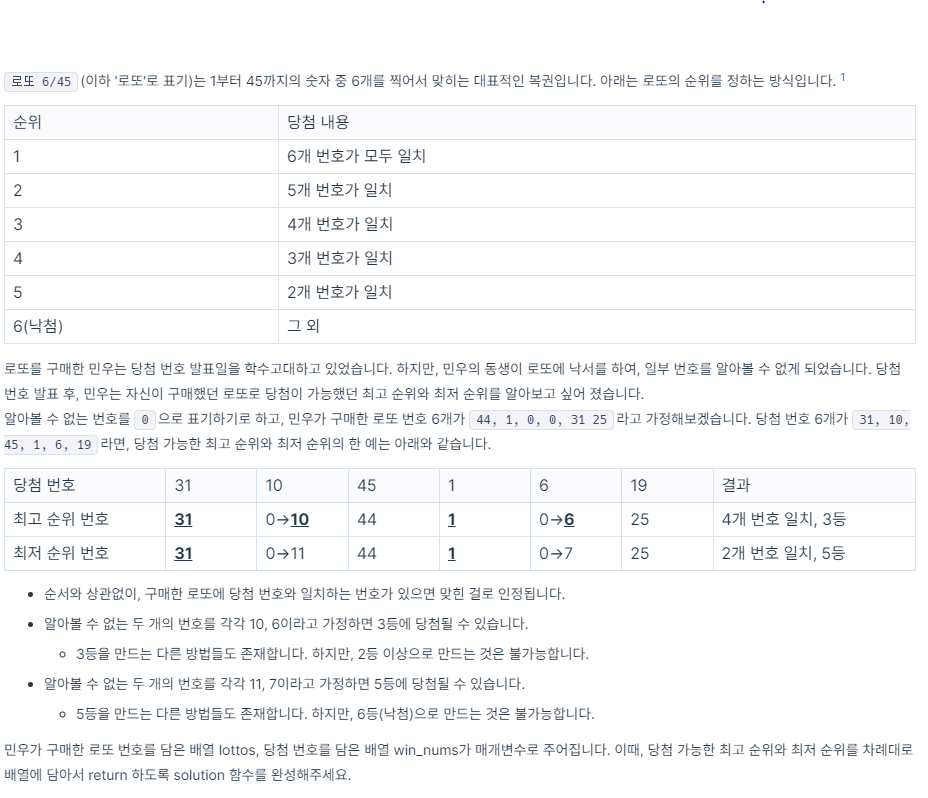 로또 6/45 (이하 '로또'로 표기)는 1부터 45까지의 숫자 중 6개를 찍어서 맞히는 대표적인 복권입니다. 아래는 로또의 순위를 정하는 방식입니다. 1
순위 당첨 내용
1 6개 번호가 모두 일치
2 5개 번호가 일치
3 4개 번호가 일치
4 3개 번호가 일치
5 2개 번호가 일치
6(낙첨) 그 외
로또를 구매한 민우는 당첨 번호 발표일을 학수고대하고 있었습니다. 하지만, 민우의 동생이 로또에 낙서를 하여, 일부 번호를 알아볼 수 없게 되었습니다. 당첨
번호 발표 후, 민우는 자신이 구매했던 로또로 당첨이 가능했던 최고 순위와 최저 순위를 알아보고 싶어 졌습니다.
알아볼 수 없는 번호를 0 으로 표기하기로 하고, 민우가 구매한 로또 번호 6개가 44, 1, 0, 0, 31 25 라고 가정해보겠습니다. 당첨 번호 6개가 31, 10,
45, 1, 6, 19 라면, 당첨 가능한 최고 순위와 최저 순위의 한 예는 아래와 같습니다.
당첨 번호 31 10 45 1 6 19 결과
최고 순위 번호 31 0→10 44 1 0→6 25 4개 번호 일치, 3등
최저 순위 번호 31 0→11 44 1 0→7 25 2개 번호 일치, 5등
• 순서와 상관없이, 구매한 로또에 당첨 번호와 일치하는 번호가 있으면 맞힌 걸로 인정됩니다.
• 알아볼 수 없는 두 개의 번호를 각각 10, 6이라고 가정하면 3등에 당첨될 수 있습니다.
◦ 3등을 만드는 다른 방법들도 존재합니다. 하지만, 2등 이상으로 만드는 것은 불가능합니다.
• 알아볼 수 없는 두 개의 번호를 각각 11, 7이라고 가정하면 5등에 당첨될 수 있습니다.
◦ 5등을 만드는 다른 방법들도 존재합니다. 하지만, 6등(낙첨)으로 만드는 것은 불가능합니다.
민우가 구매한 로또 번호를 담은 배열 lottos, 당첨 번호를 담은 배열 win_nums가 매개변수로 주어집니다. 이때, 당첨 가능한 최고 순위와 최저 순위를 차례대로
배열에 담아서 return 하도록 solution 함수를 완성해주세요.